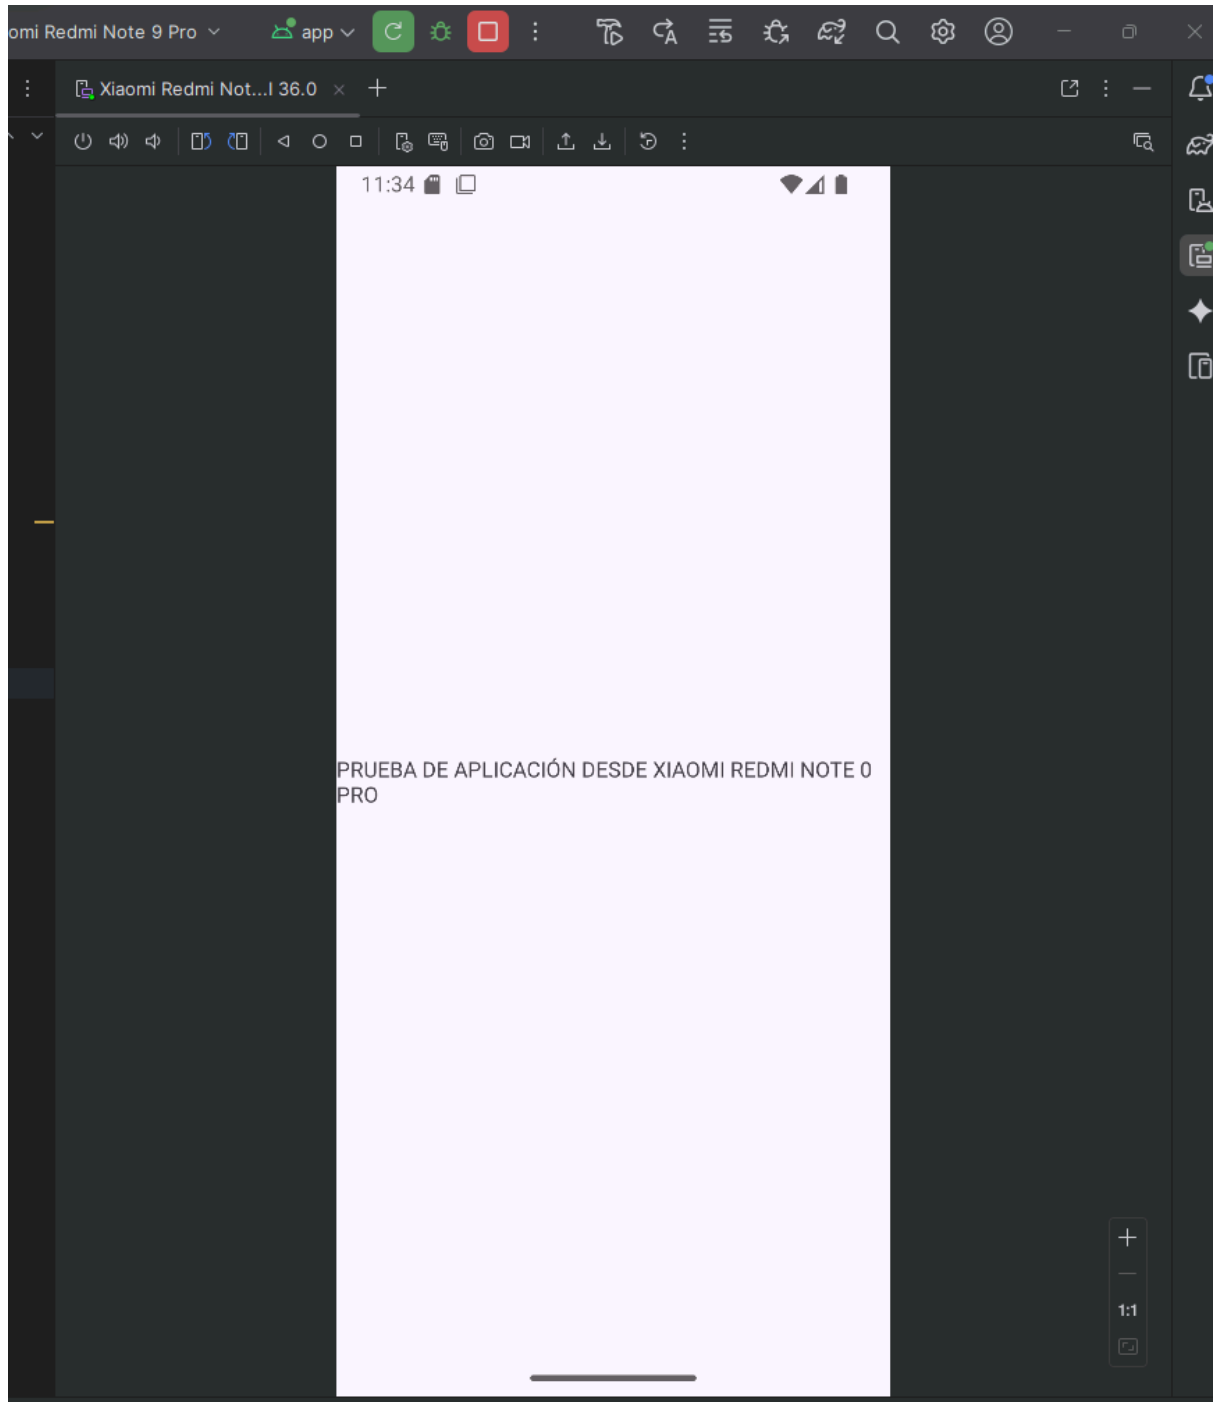 omi Redmi Note 9 Pro
app
Xiaomi Redmi Not...I 36.0
11:34
PRUEBA DE APLICACIÓN DESDE XIAOMI REDMI NOTE 0
PRO
1:1